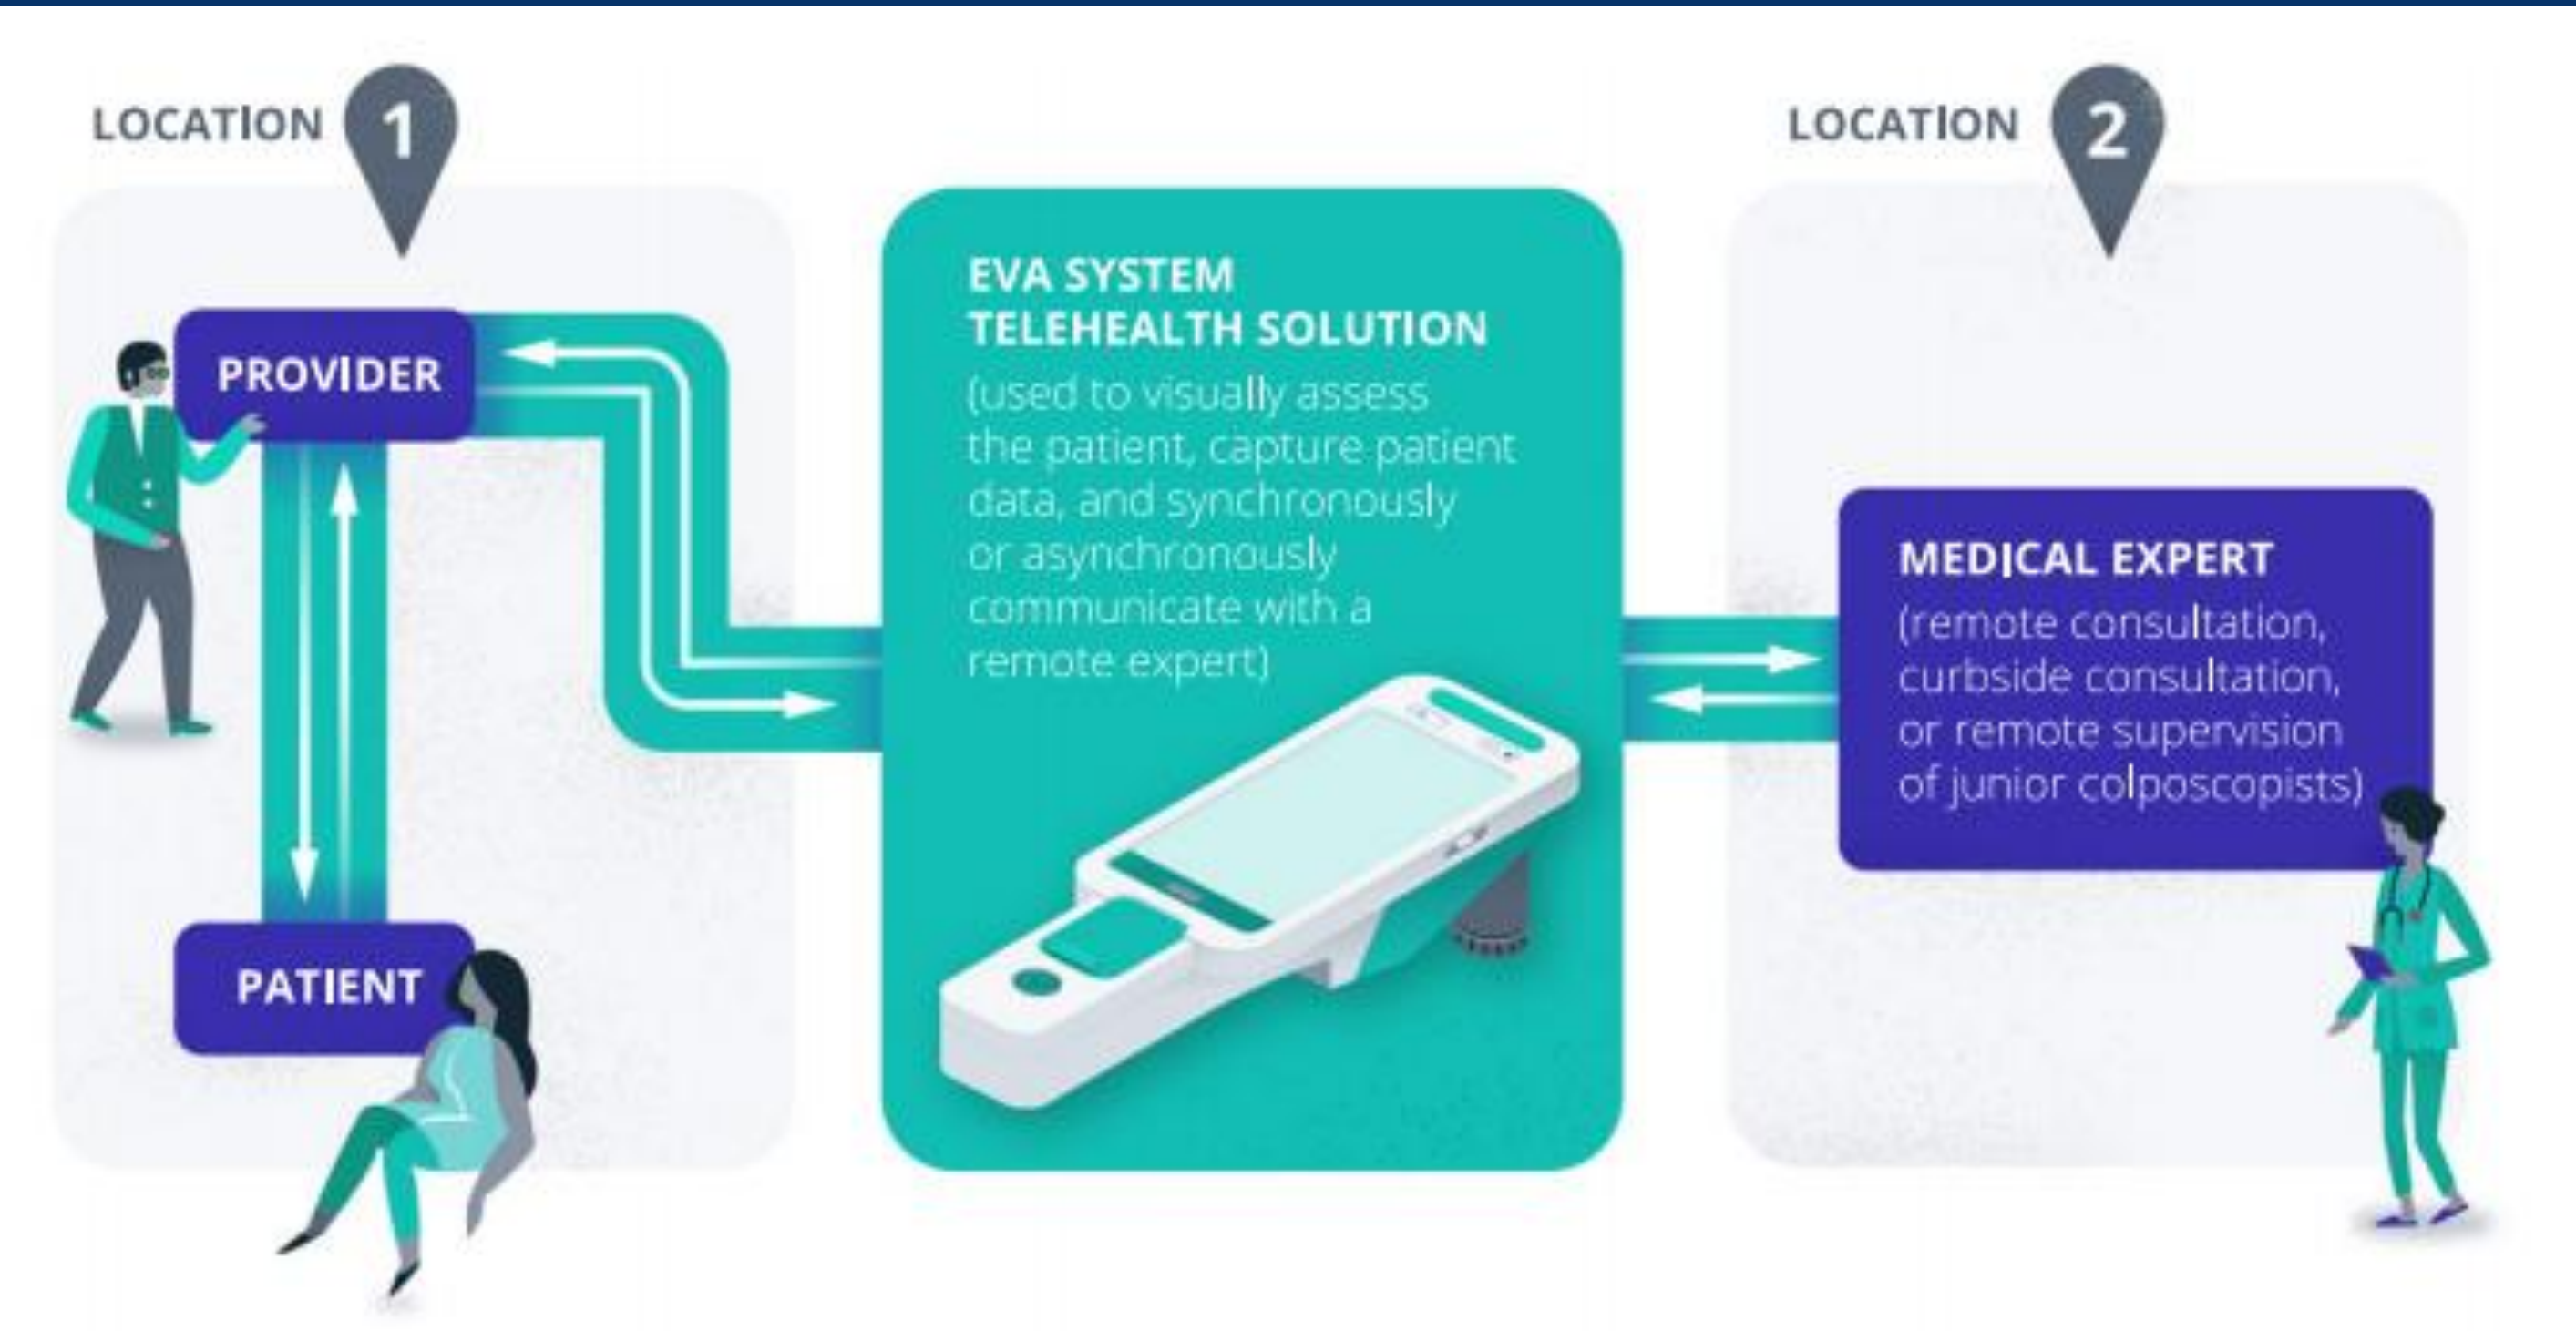 LOCATION 1
PROVIDER
PATIENT
EVA SYSTEM
TELEHEALTH SOLUTION
(used to visually assess
the patient, capture patient
data, and synchronously
or asynchronously
communicate with a
remote expert)
LOCATION 2
MEDICAL EXPERT
(remote consultation,
curbside consultation,
or remote supervision
of junior colposcopists)